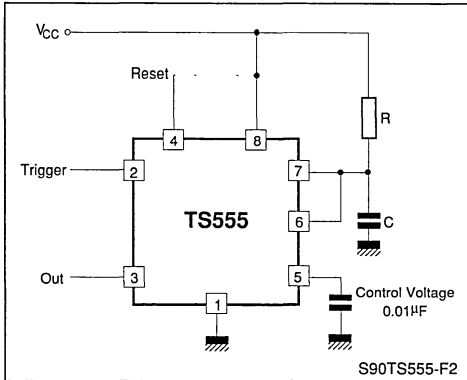 VCC
Reset
R
4
8
Trigger
2
7
TS555
6
C
Out
3
5
Control Voltage
0.01µF
1
S90TS555-F2